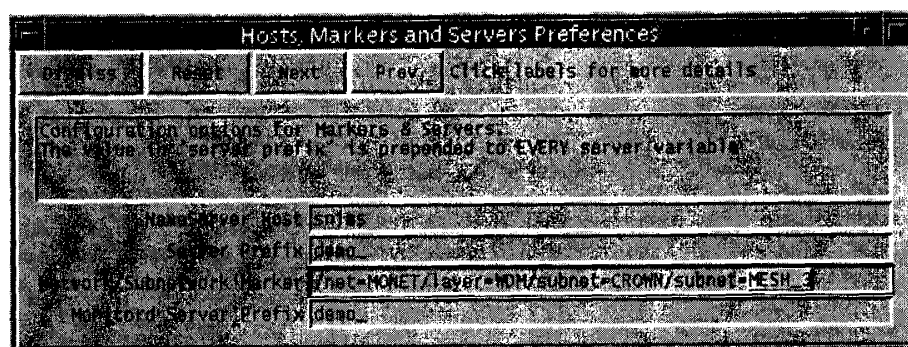 Hosts, Markers and Servers Preferences
Dismiss Reset Next Prev Click labels for more details
Configuration options for Markers & Servers.
The value in "server prefix" is prepended to EVERY server variable
NameServer Host
Server Prefix demo_
Network/Subnetwork Marker /net=MONET/layer=WDM/subnet=CROWN/subnet=MESH_3
Monitord Server Prefix demo_